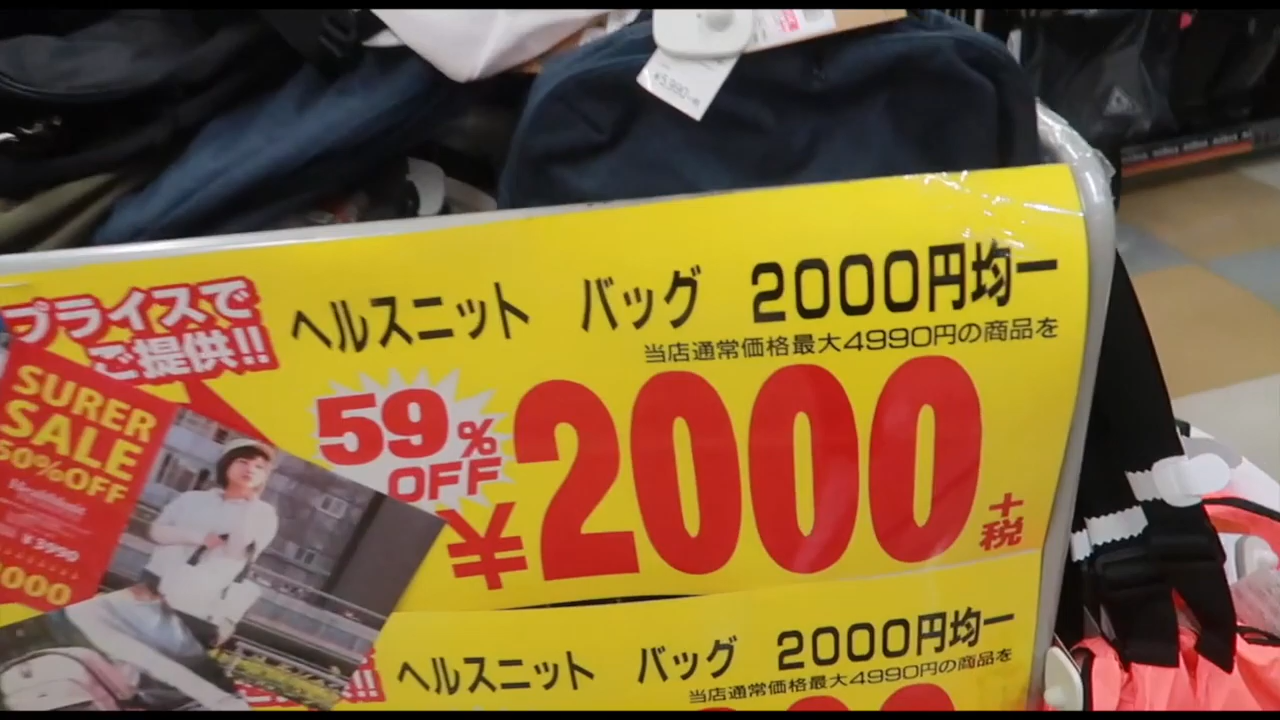 ¥5,990
プライスで
ご提供!!
ヘルスニット バッグ 2000円均一
当店通常価格最大4990円の商品を
59%
OFF
¥2000
+税
SURER
SALE
50%OFF
Healthknit
¥3990
ヘルスニット バッグ 2000円均一
当店通常価格最大4990円の商品を